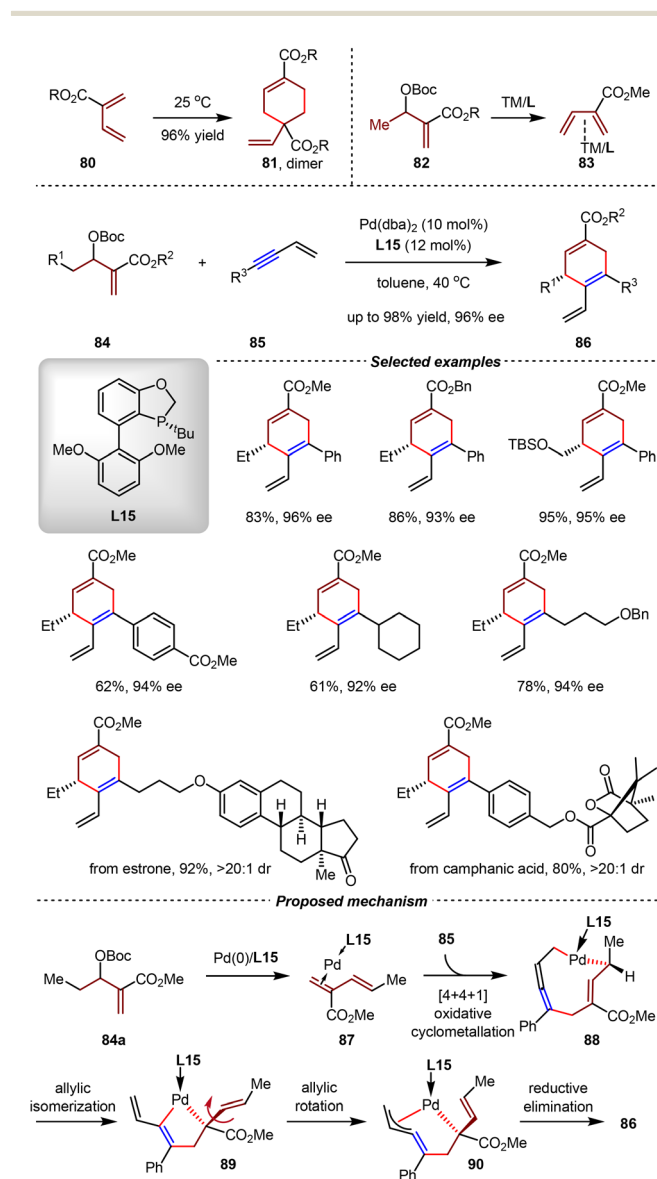 RO₂C
25 °C
96% yield
CO₂R
CO₂R
80
81, dimer
OBoc
Me
CO₂R
TM/L
CO₂Me
TM/L
82
83
OBoc
R¹
CO₂R²
+
R³
Pd(dba)₂ (10 mol%)
L15 (12 mol%)
toluene, 40 °C
up to 98% yield, 96% ee
CO₂R²
R¹
R³
84
85
86
Selected examples
O
P
tBu
MeO
OMe
L15
CO₂Me
Et
Ph
83%, 96% ee
CO₂Bn
Et
Ph
86%, 93% ee
CO₂Me
TBSO
Ph
95%, 95% ee
CO₂Me
Et
CO₂Me
62%, 94% ee
CO₂Me
Et
61%, 92% ee
CO₂Me
Et
OBn
78%, 94% ee
CO₂Me
Et
O
H
H
H
Me
O
from estrone, 92%, >20:1 dr
CO₂Me
Et
O
O
O
O
from camphanic acid, 80%, >20:1 dr
Proposed mechanism
OBoc
Et
CO₂Me
84a
Pd(0)/L15
L15
Pd
Me
CO₂Me
87
85
[4+4+1]
oxidative
cyclometallation
L15
Pd
Me
H
Ph
CO₂Me
88
allylic
isomerization
L15
Pd
Me
CO₂Me
Ph
89
allylic
rotation
L15
Pd
Me
CO₂Me
Ph
90
reductive
elimination
86